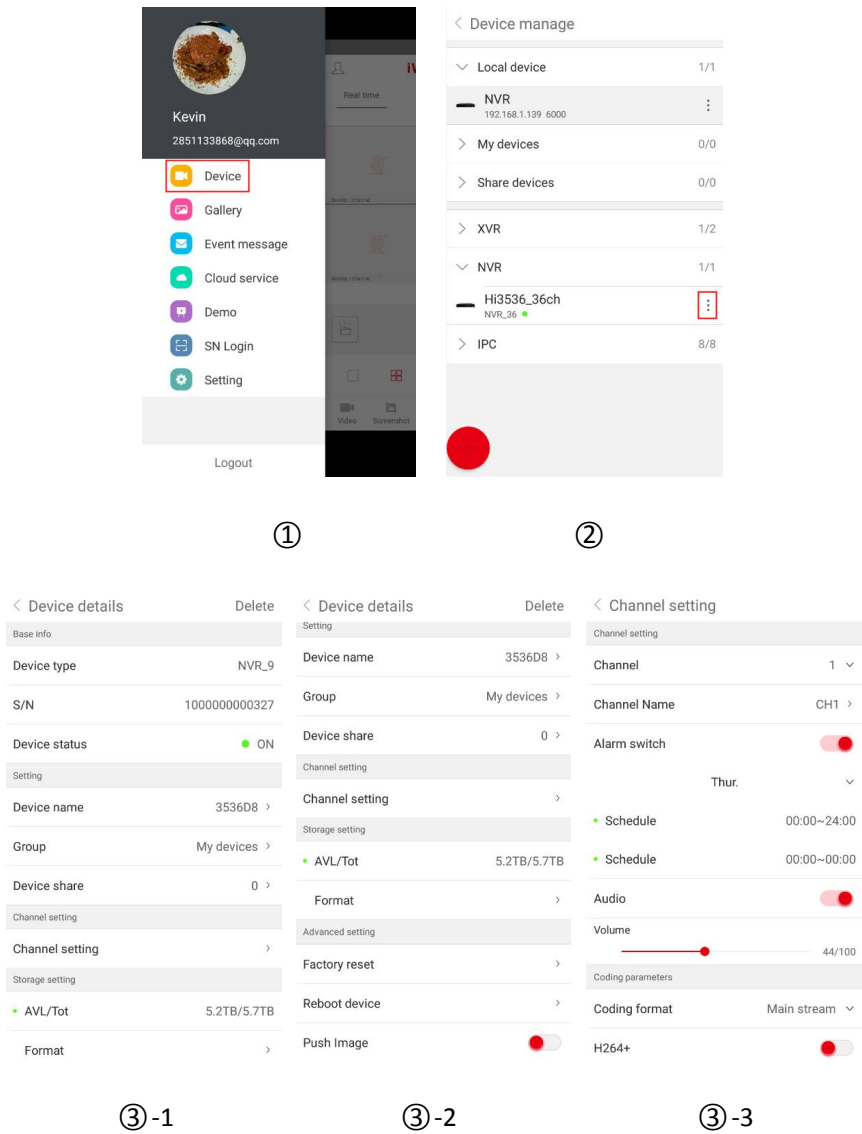 Kevin
2851133868@qq.com
Device
Gallery
Event message
Cloud service
Demo
SN Login
Setting
Logout
Real time
Video Screenshot
Device manage
Local device 1/1
NVR
192.168.1.139 6000
My devices 0/0
Share devices 0/0
XVR 1/2
NVR 1/1
Hi3536_36ch
NVR_36
IPC 8/8
① ②
Device details Delete
Base info
Device type NVR_9
S/N 1000000000327
Device status ON
Setting
Device name 3536D8
Group My devices
Device share 0
Channel setting
Channel setting
Storage setting
AVL/Tot 5.2TB/5.7TB
Format
Device details Delete
Setting
Device name 3536D8
Group My devices
Device share 0
Channel setting
Channel setting
Storage setting
AVL/Tot 5.2TB/5.7TB
Format
Advanced setting
Factory reset
Reboot device
Push Image
Channel setting
Channel setting
Channel 1
Channel Name CH1
Alarm switch
Thur.
Schedule 00:00~24:00
Schedule 00:00~00:00
Audio
Volume
44/100
Coding parameters
Coding format Main stream
H264+
③-1 ③-2 ③-3